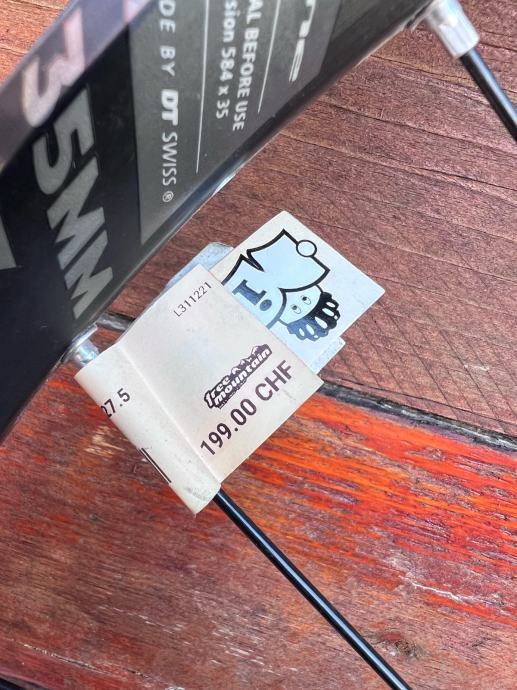 35MM
DE BY DT SWISS®
AL BEFORE USE
sion 584 x 35
L311221
free
mountain
199.00 CHF
27.5